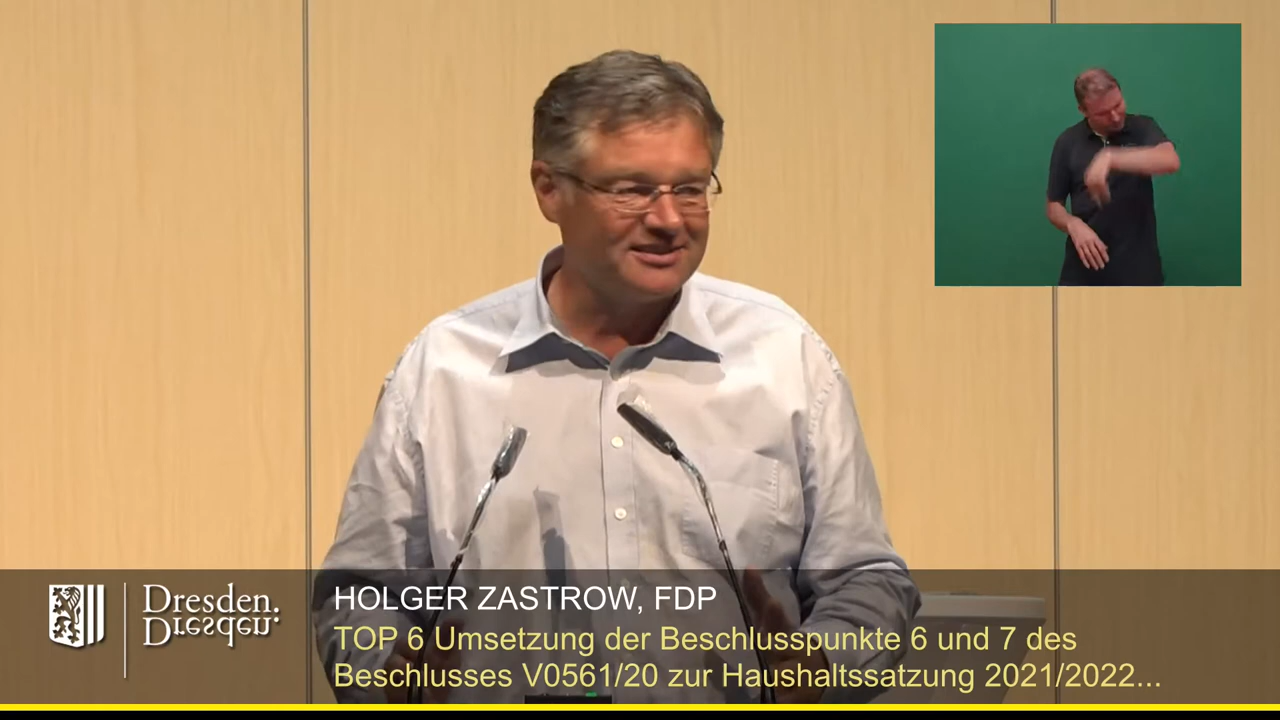 Dresden.
Dresden.
HOLGER ZASTROW, FDP
TOP 6 Umsetzung der Beschlusspunkte 6 und 7 des
Beschlusses V0561/20 zur Haushaltssatzung 2021/2022...